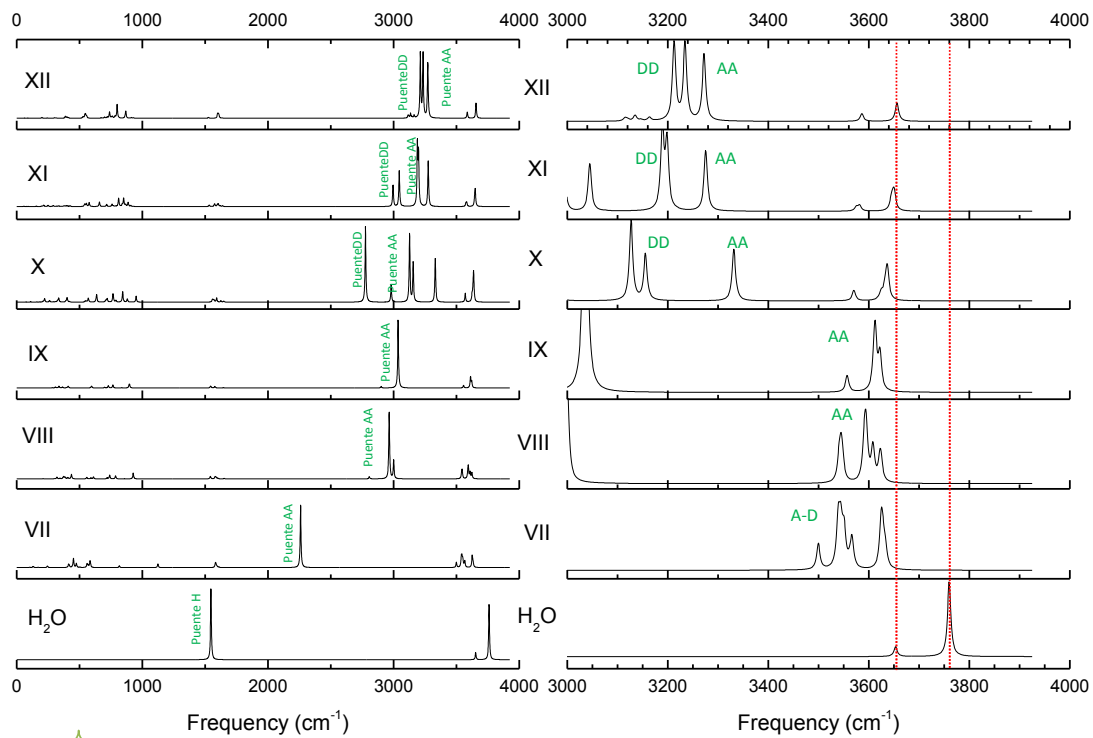 0 1000 2000 3000 4000
3000 3200 3400 3600 3800 4000
XII
PuenteDD
Puente AA
XII
DD
AA
XI
PuenteDD
Puente AA
XI
DD
AA
X
PuenteDD
Puente AA
X
DD
AA
IX
Puente AA
IX
AA
VIII
Puente AA
VIII
AA
VII
Puente AA
VII
A-D
H2O
Puente H
H2O
0 1000 2000 3000 4000
3000 3200 3400 3600 3800 4000
Frequency (cm-1)
Frequency (cm-1)